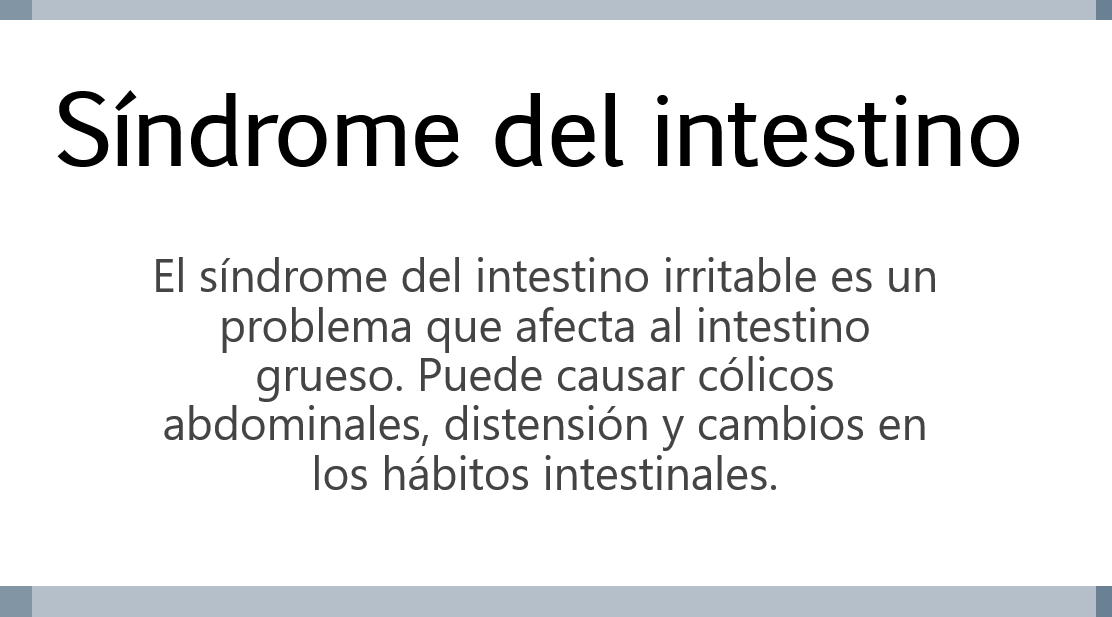 Síndrome del intestino
El síndrome del intestino irritable es un
problema que afecta al intestino
grueso. Puede causar cólicos
abdominales, distensión y cambios en
los hábitos intestinales.